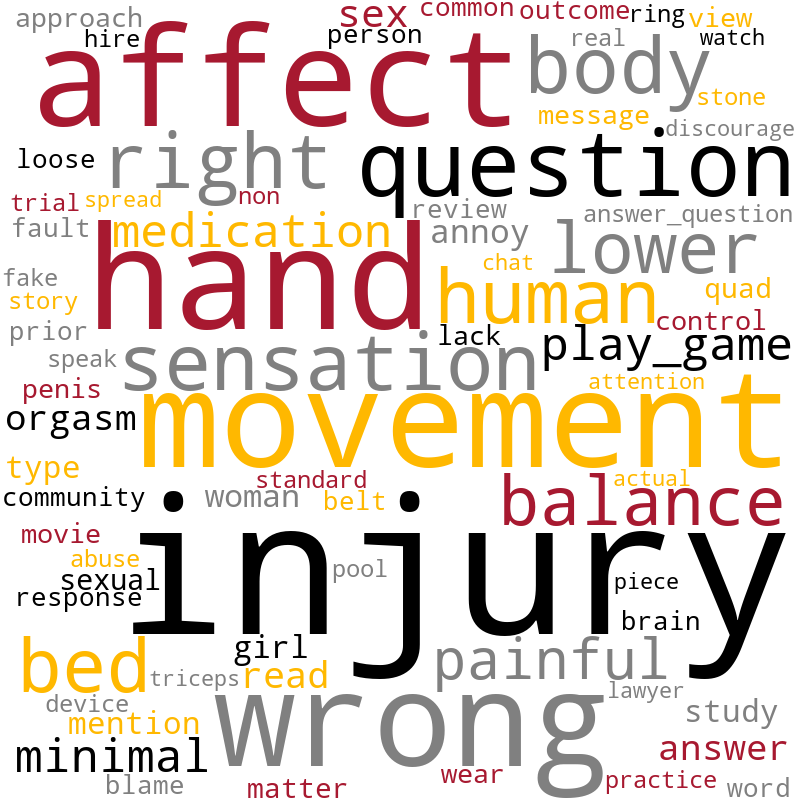 approach
sex
common
outcome
ring
view
hire
person
real
watch
affect
body
stone
message
discourage
loose
right
question
trial
spread
non
review
answer_question
fault
medication
annoy
lower
hand
chat
fake
human
quad
story
control
prior
lack
play_game
speak
sensation
attention
penis
movement
orgasm
type
standard
actual
community
woman
belt
balance
movie
injury
abuse
pool
sexual
piece
response
brain
girl
bed
painful
triceps
read
lawyer
device
wrong
study
mention
minimal
answer
blame
matter
wear
practice
word